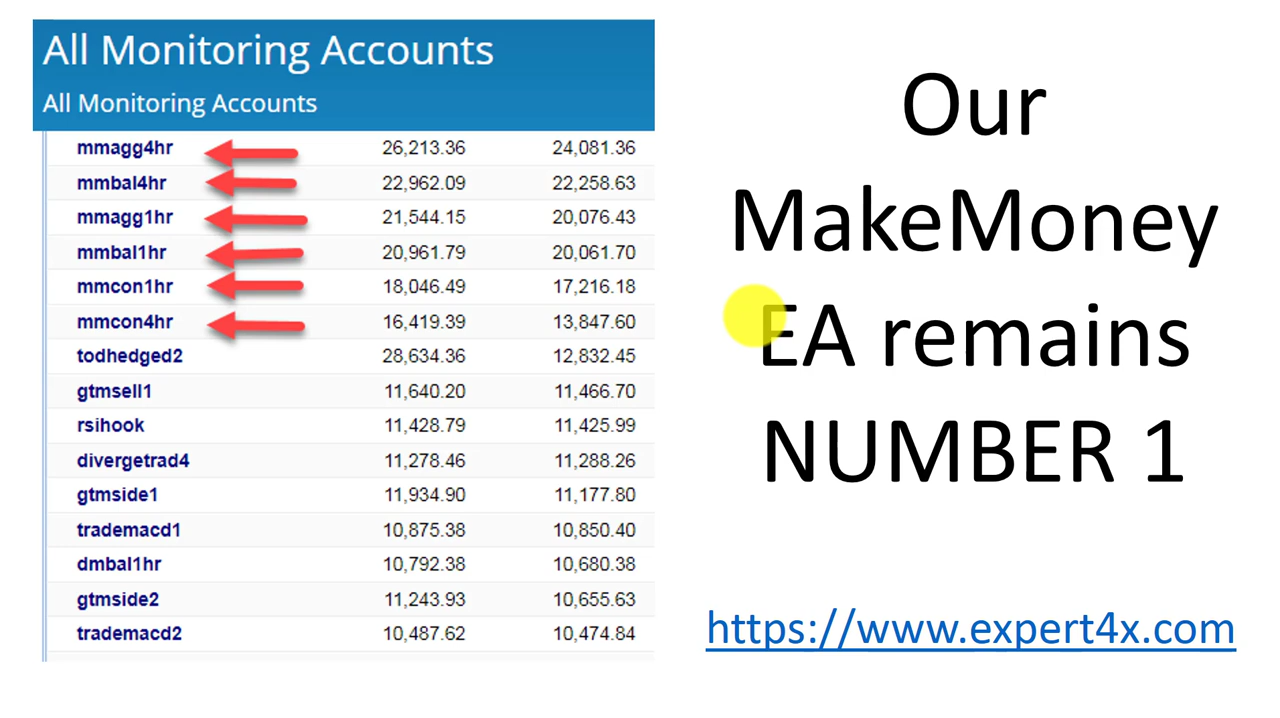 All Monitoring Accounts
All Monitoring Accounts
mmagg4hr 26,213.36 24,081.36
mmbal4hr 22,962.09 22,258.63
mmagg1hr 21,544.15 20,076.43
mmbal1hr 20,961.79 20,061.70
mmcon1hr 18,046.49 17,216.18
mmcon4hr 16,419.39 13,847.60
todhedged2 28,634.36 12,832.45
gtmsell1 11,640.20 11,466.70
rsihook 11,428.79 11,425.99
divergetrad4 11,278.46 11,288.26
gtmside1 11,934.90 11,177.80
trademacd1 10,875.38 10,850.40
dmbal1hr 10,792.38 10,680.38
gtmside2 11,243.93 10,655.63
trademacd2 10,487.62 10,474.84
Our
MakeMoney
EA remains
NUMBER 1
https://www.expert4x.com